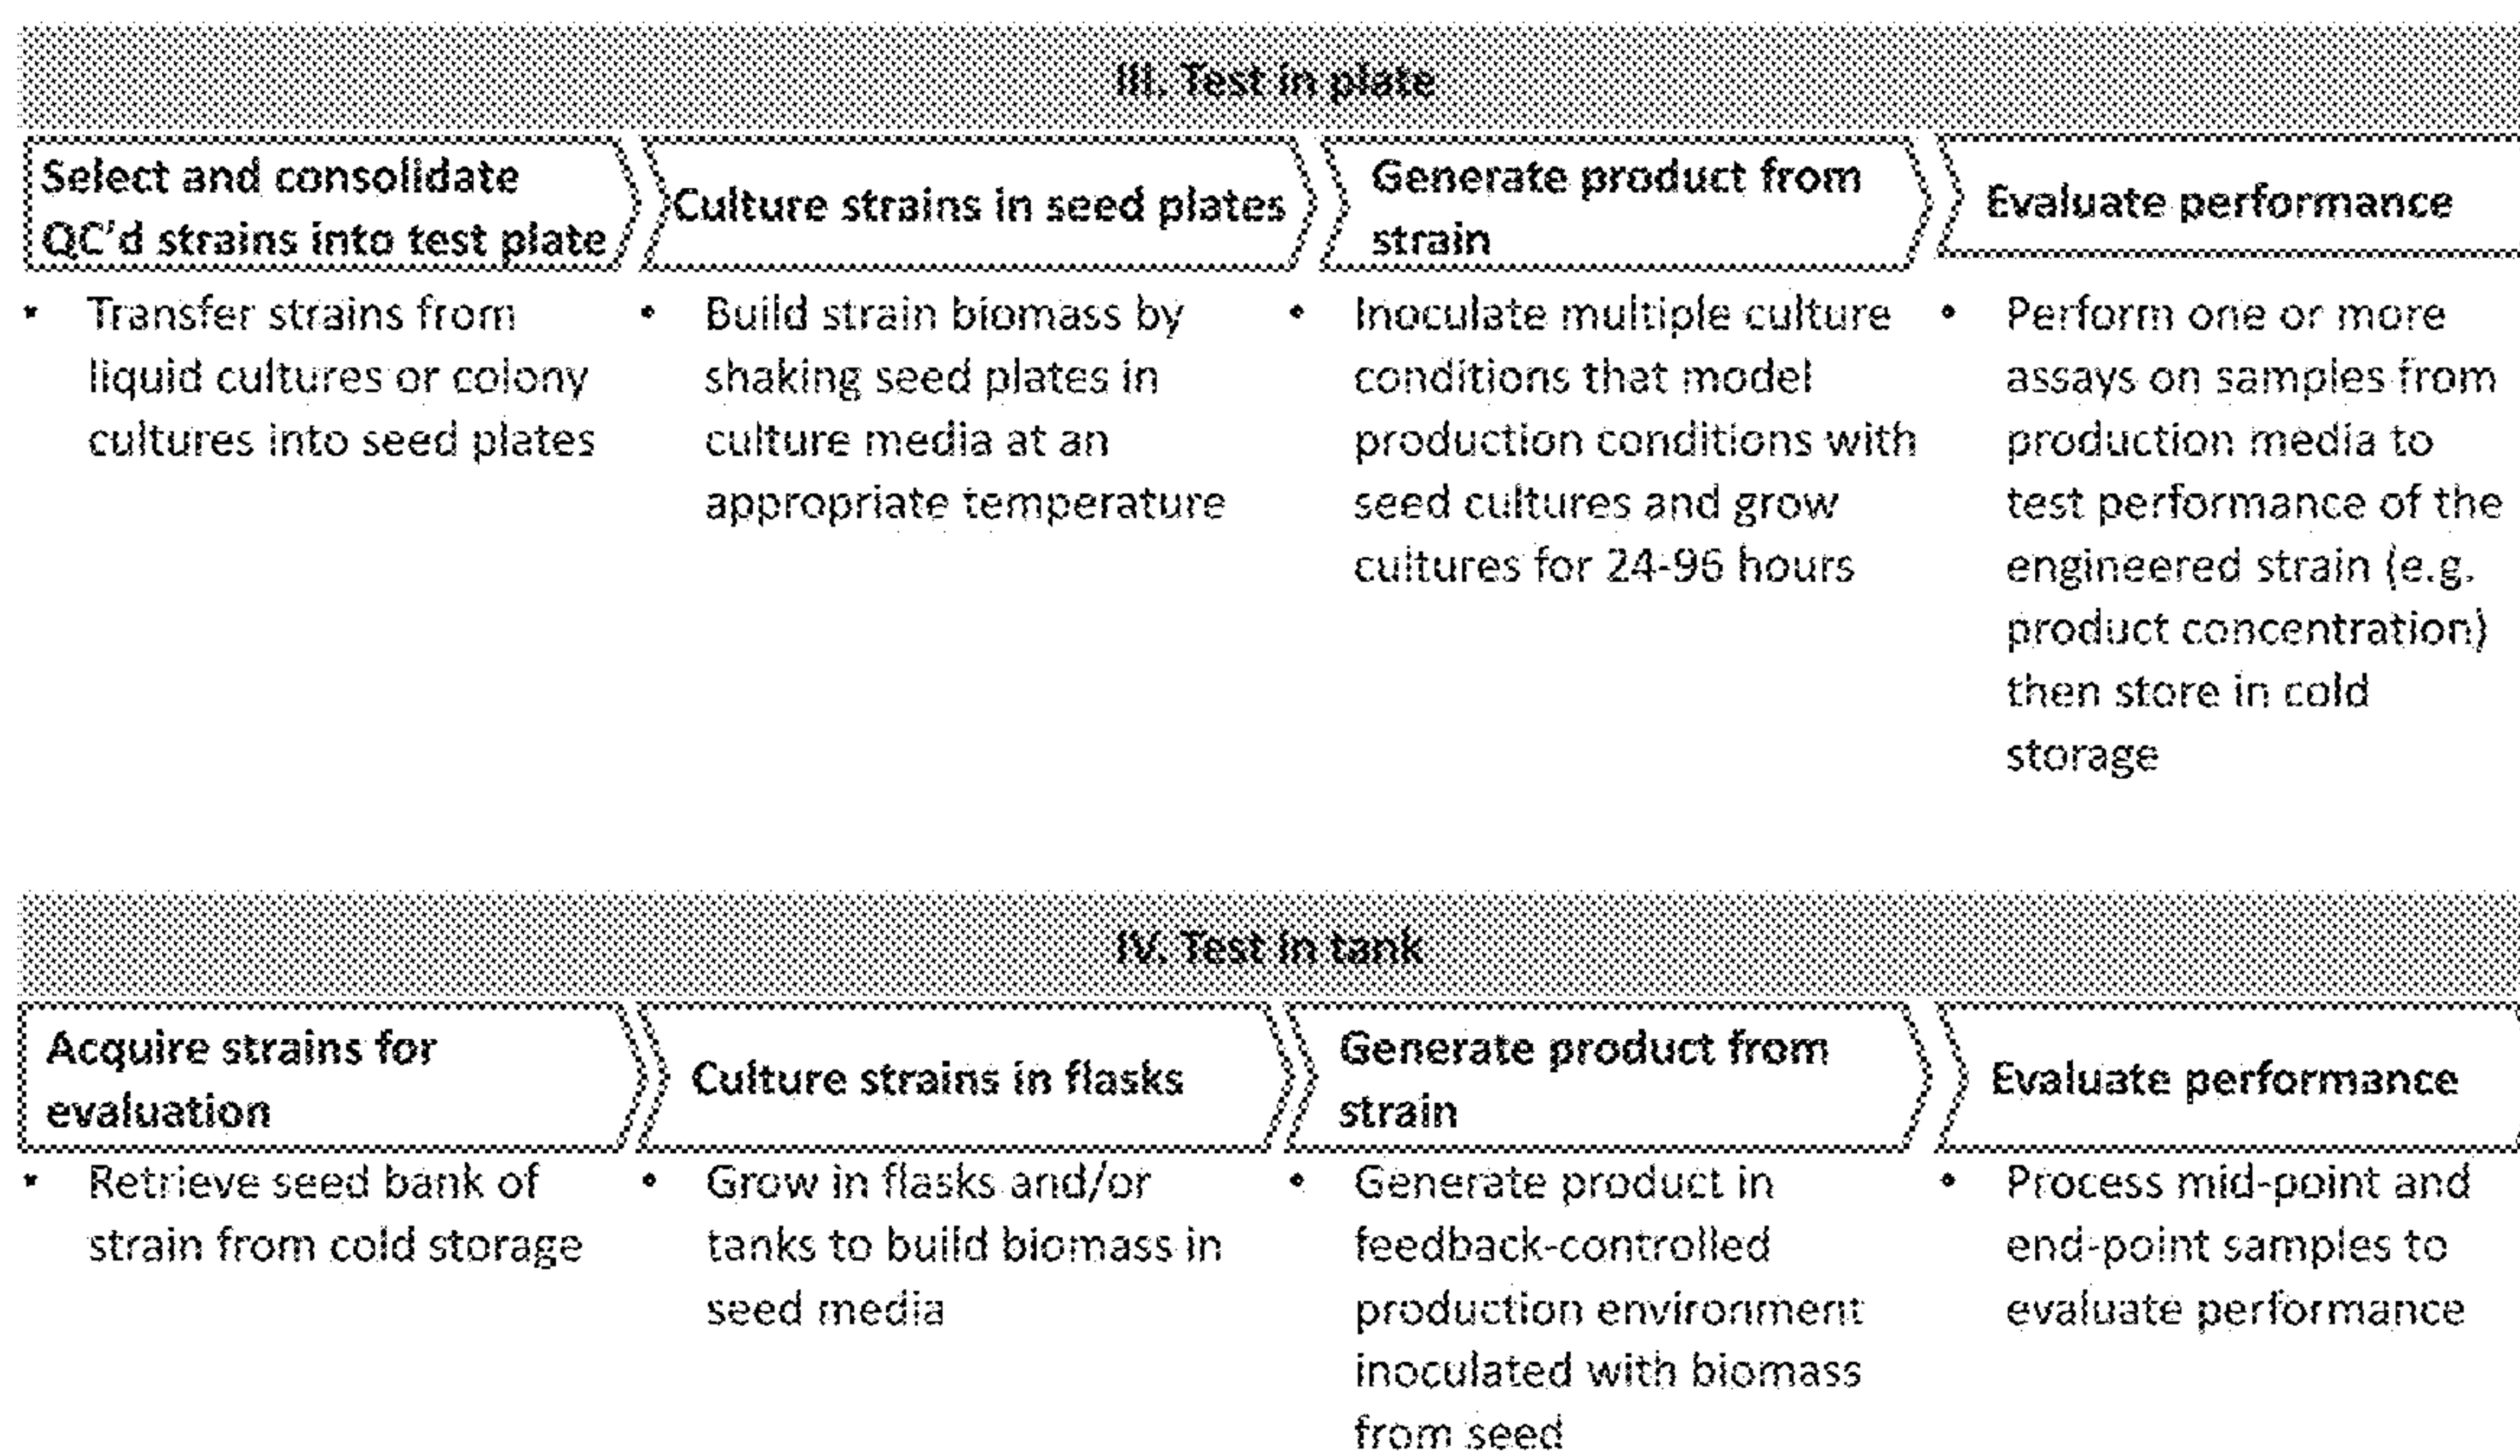 III. Test in plate
Select and consolidate
QC'd strains into test plate
Culture strains in seed plates
Generate product from
strain
Evaluate performance
• Transfer strains from
liquid cultures or colony
cultures into seed plates
• Build strain biomass by
shaking seed plates in
culture media at an
appropriate temperature
• Inoculate multiple culture
conditions that model
production conditions with
seed cultures and grow
cultures for 24-96 hours
• Perform one or more
assays on samples from
production media to
test performance of the
engineered strain (e.g.
product concentration)
then store in cold
storage
IV. Test in tank
Acquire strains for
evaluation
Culture strains in flasks
Generate product from
strain
Evaluate performance
• Retrieve seed bank of
strain from cold storage
• Grow in flasks and/or
tanks to build biomass in
seed media
• Generate product in
feedback-controlled
production environment
inoculated with biomass
from seed
• Process mid-point and
end-point samples to
evaluate performance